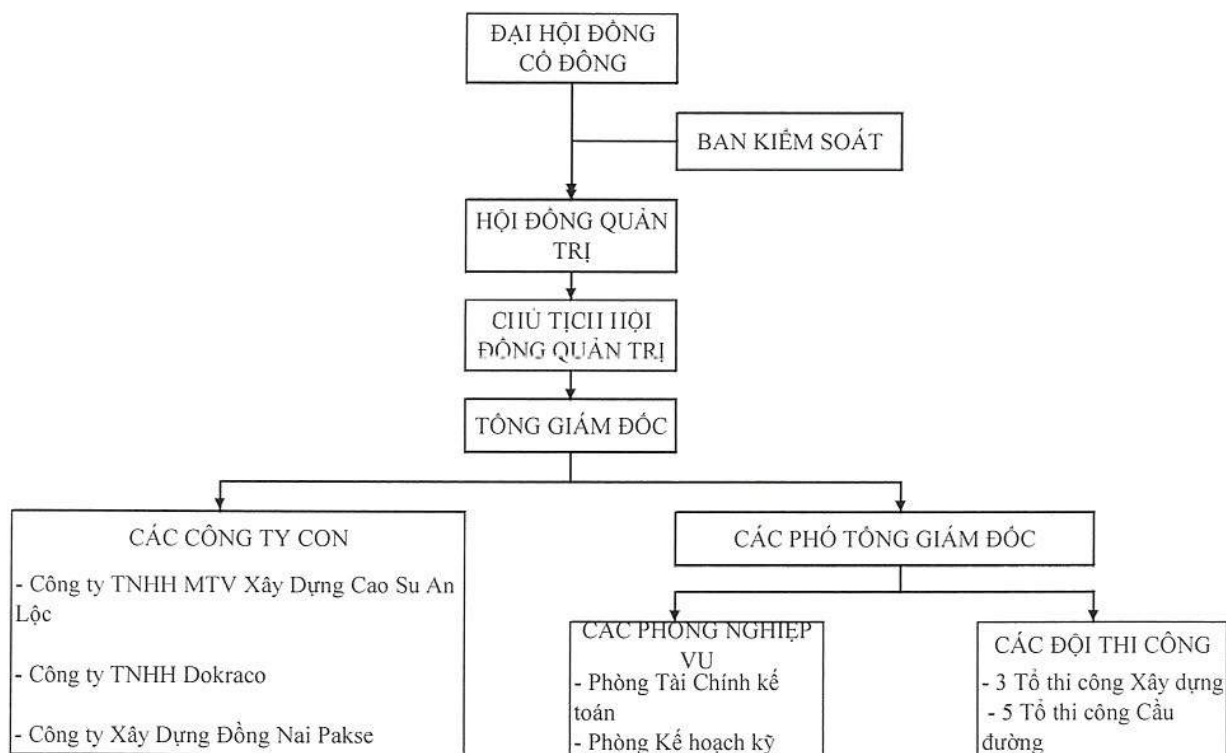 ĐẠI HỘI ĐỒNG
CỔ ĐÔNG
BAN KIỂM SOÁT
HỘI ĐỒNG QUẢN
TRỊ
CHỦ TỊCH HỘI
ĐỒNG QUẢN TRỊ
TỔNG GIÁM ĐỐC
CÁC CÔNG TY CON
- Công ty TNHH MTV Xây Dựng Cao Su An
Lộc
- Công ty TNHH Dokraco
- Công ty Xây Dựng Đồng Nai Pakse
CÁC PHÓ TỔNG GIÁM ĐỐC
CÁC PHÒNG NGHIỆP
VỤ
- Phòng Tài Chính kế
toán
- Phòng Kế hoạch kỹ
CÁC ĐỘI THI CÔNG
- 3 Tổ thi công Xây dựng
- 5 Tổ thi công Cầu
đường